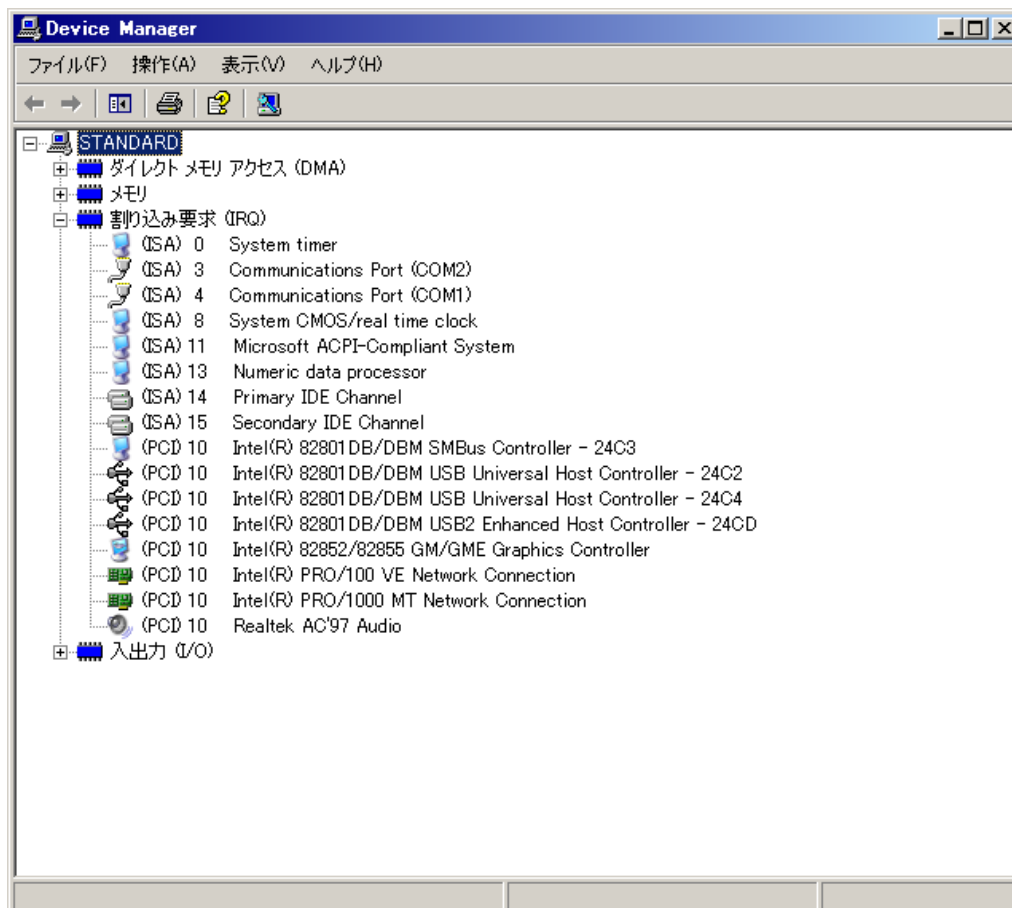 Device Manager
ファイル(F) 操作(A) 表示(V) ヘルプ(H)
STANDARD
ダイレクト メモリ アクセス (DMA)
メモリ
割り込み要求 (IRQ)
(ISA) 0 System timer
(ISA) 3 Communications Port (COM2)
(ISA) 4 Communications Port (COM1)
(ISA) 8 System CMOS/real time clock
(ISA) 11 Microsoft ACPI-Compliant System
(ISA) 13 Numeric data processor
(ISA) 14 Primary IDE Channel
(ISA) 15 Secondary IDE Channel
(PCI) 10 Intel(R) 82801DB/DBM SMBus Controller - 24C3
(PCI) 10 Intel(R) 82801DB/DBM USB Universal Host Controller - 24C2
(PCI) 10 Intel(R) 82801DB/DBM USB Universal Host Controller - 24C4
(PCI) 10 Intel(R) 82801DB/DBM USB2 Enhanced Host Controller - 24CD
(PCI) 10 Intel(R) 82852/82855 GM/GME Graphics Controller
(PCI) 10 Intel(R) PRO/100 VE Network Connection
(PCI) 10 Intel(R) PRO/1000 MT Network Connection
(PCI) 10 Realtek AC'97 Audio
入出力 (I/O)